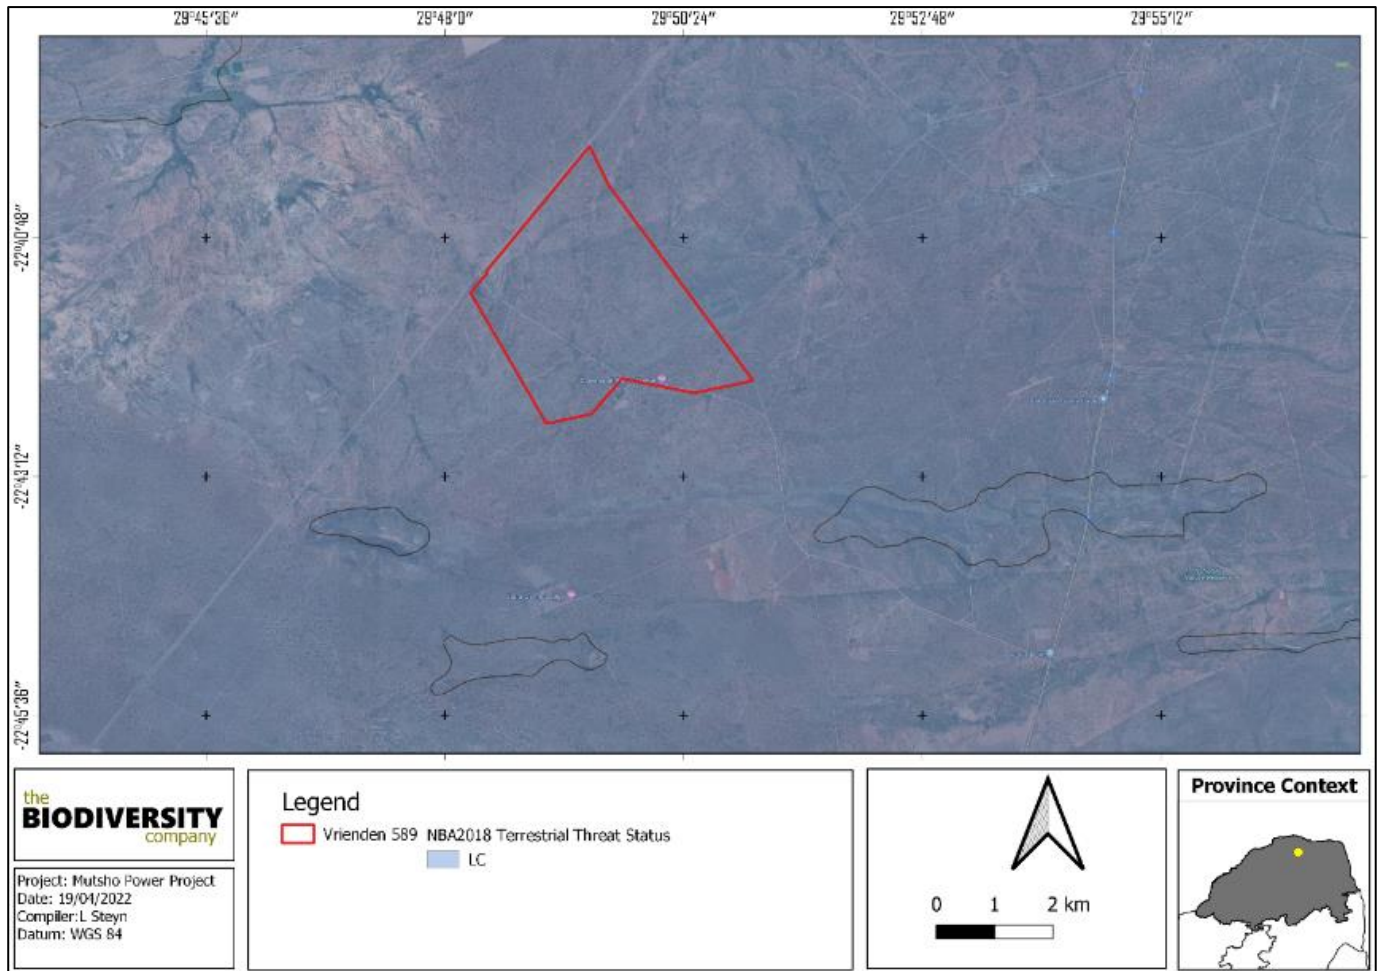 29°45′36″ 29°48′0″ 29°50′24″ 29°52′48″ 29°55′12″
-22°40′48″
-22°43′12″
-22°45′36″
the
BIODIVERSITY
company
Project: Mutsho Power Project
Date: 19/04/2022
Compiler:L Steyn
Datum: WGS 84
Legend
Vrienden 589 NBA2018 Terrestrial Threat Status
LC
0 1 2 km
Province Context